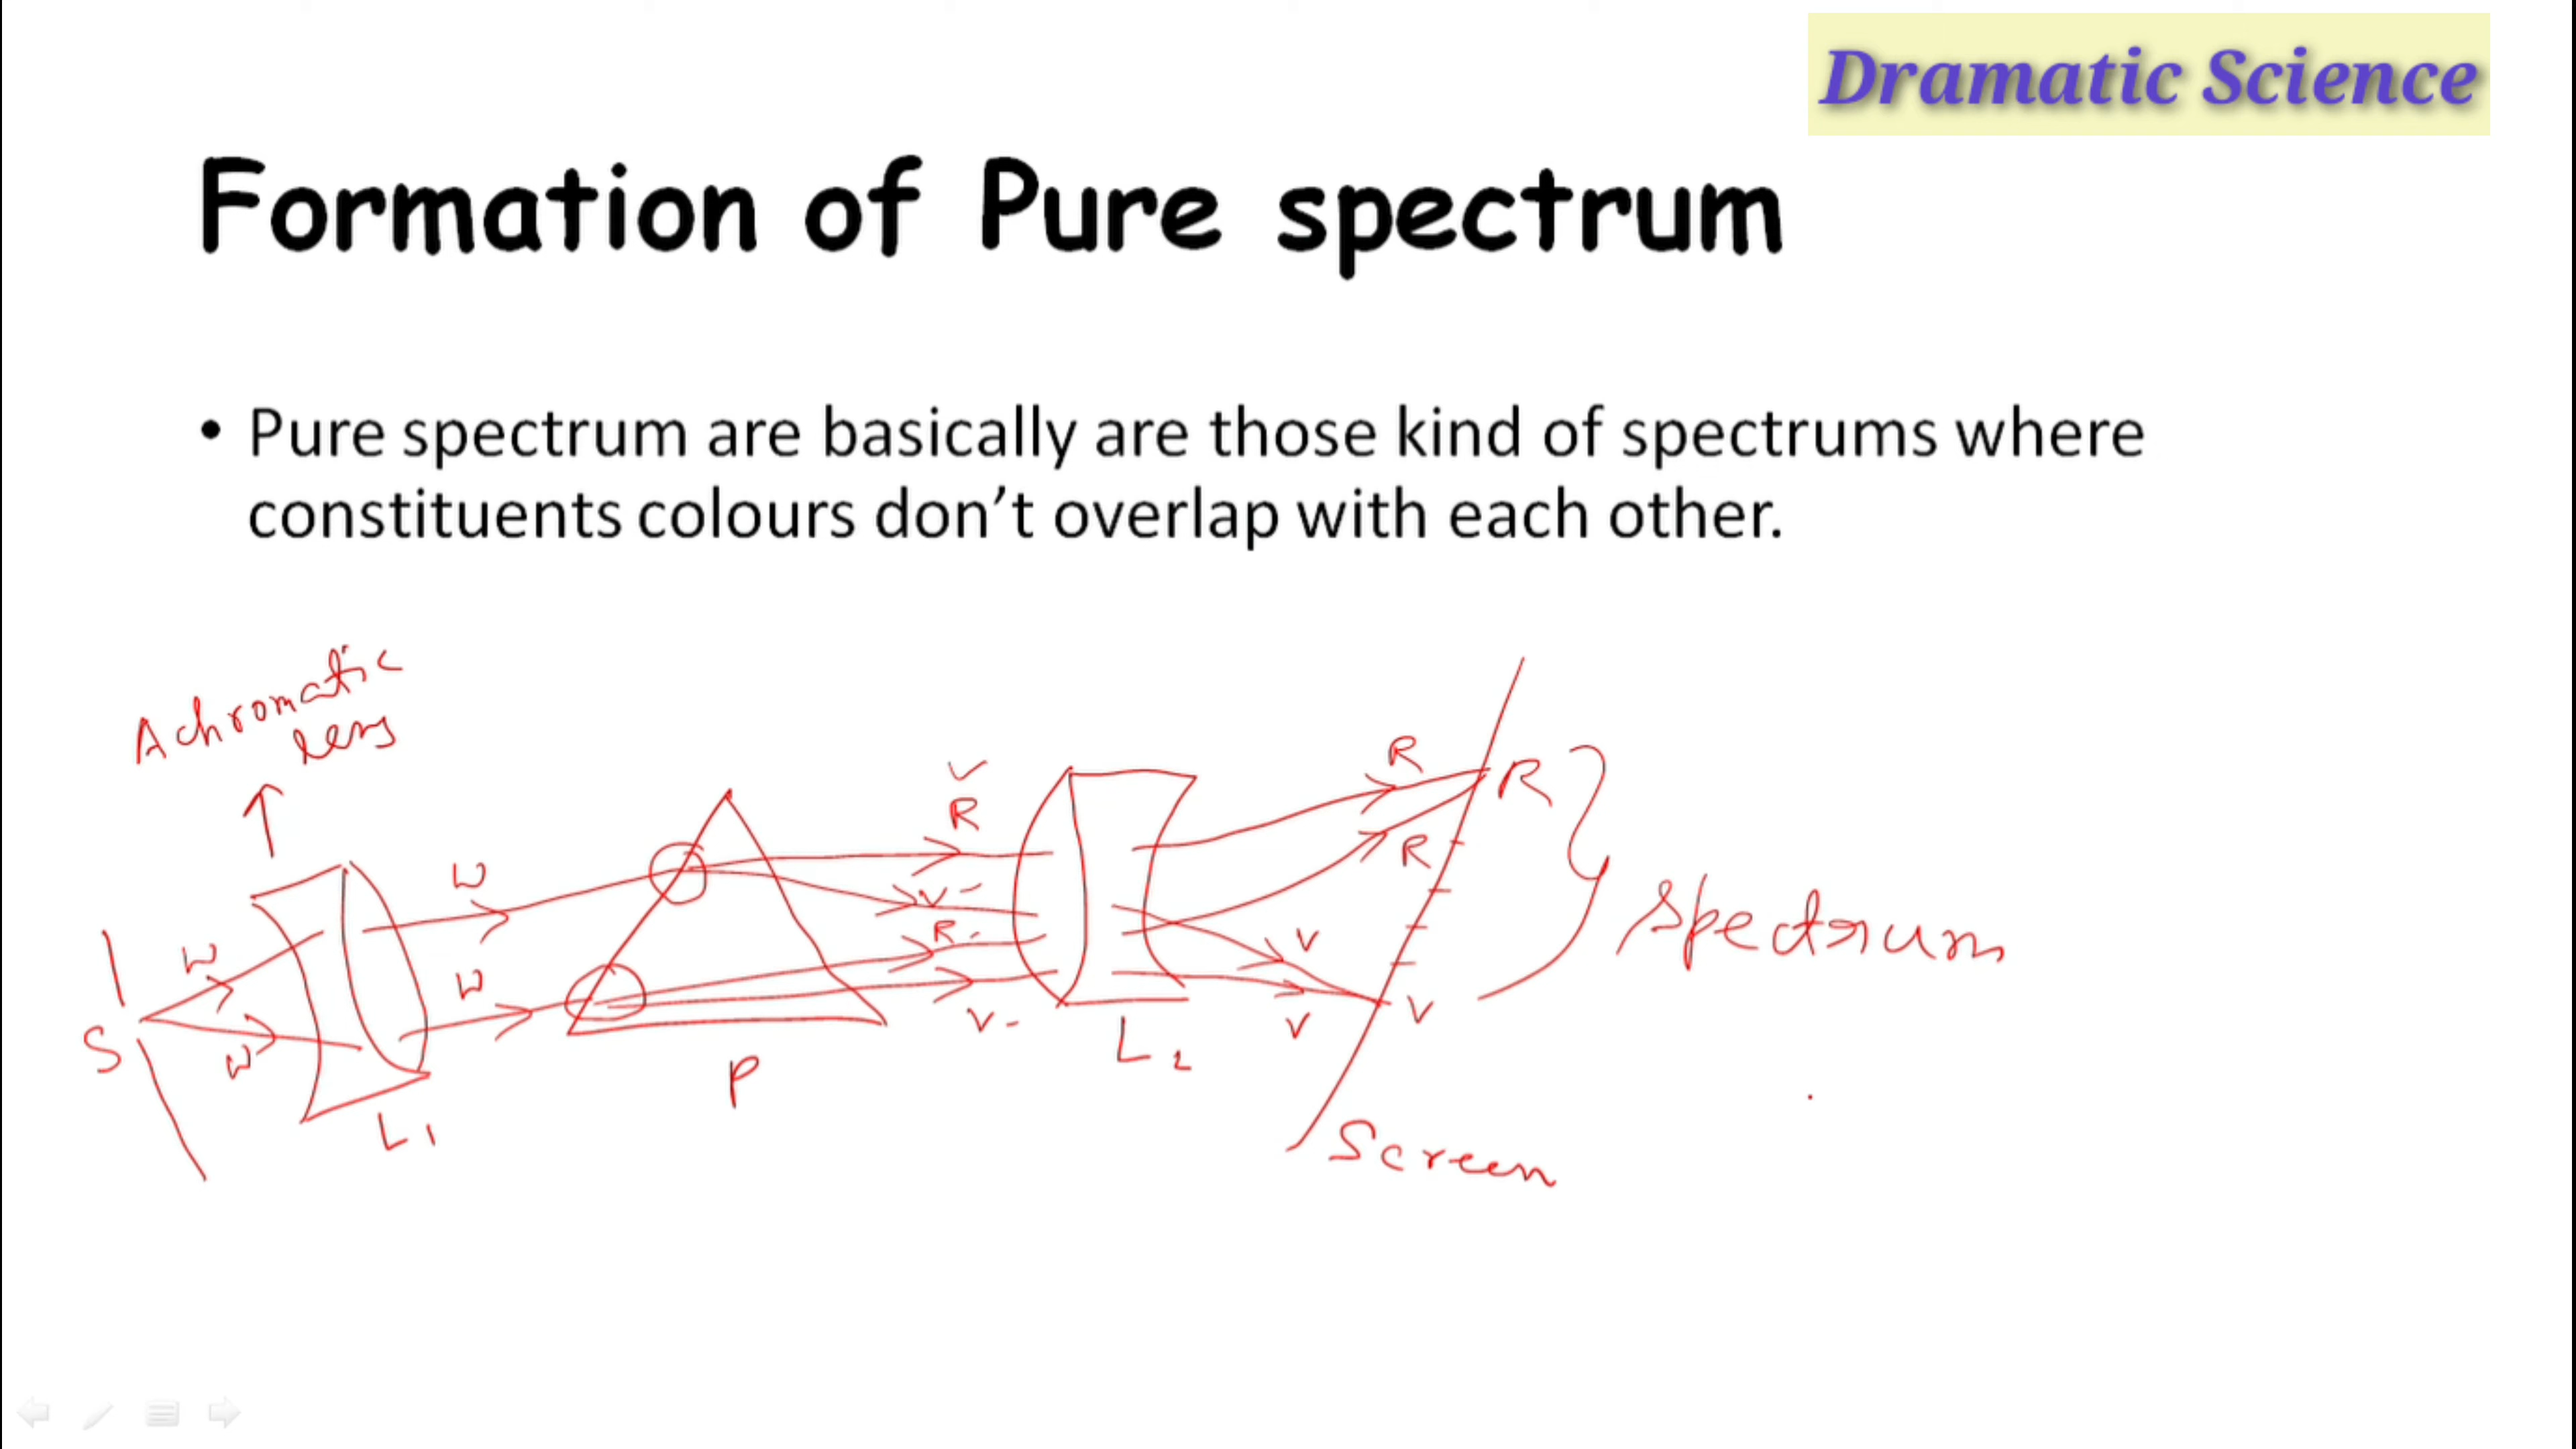 Dramatic Science
Formation of Pure spectrum
• Pure spectrum are basically are those kind of spectrums where
constituents colours don't overlap with each other.
Achromatic
lens
S
W
W
L1
W
W
P
R
V
R
V
L2
R
R
V
V
R
V
Spectrum
Screen